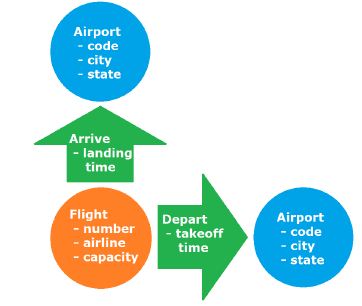 Airport
- code
- city
- state
Arrive
- landing
time
Flight
- number
- airline
- capacity
Depart
- takeoff
time
Airport
- code
- city
- state